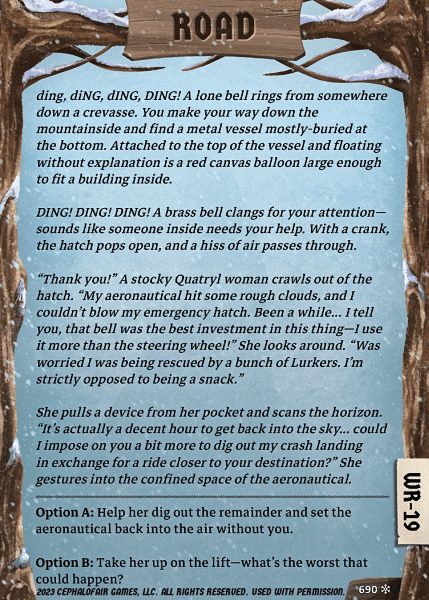 ROAD
ding, diNG, dING, DING! A lone bell rings from somewhere
down a crevasse. You make your way down the
mountainside and find a metal vessel mostly-buried at
the bottom. Attached to the top of the vessel and floating
without explanation is a red canvas balloon large enough
to fit a building inside.
DING! DING! DING! A brass bell clangs for your attention—
sounds like someone inside needs your help. With a crank,
the hatch pops open, and a hiss of air passes through.
“Thank you!” A stocky Quatryl woman crawls out of the
hatch. “My aeronautical hit some rough clouds, and I
couldn’t blow my emergency hatch. Been a while... I tell
you, that bell was the best investment in this thing—I use
it more than the steering wheel!” She looks around. “Was
worried I was being rescued by a bunch of Lurkers. I’m
strictly opposed to being a snack.”
She pulls a device from her pocket and scans the horizon.
“It’s actually a decent hour to get back into the sky... could
I impose on you a bit more to dig out my crash landing
in exchange for a ride closer to your destination?” She
gestures into the confined space of the aeronautical.
Option A: Help her dig out the remainder and set the
aeronautical back into the air without you.
Option B: Take her up on the lift—what’s the worst that
could happen?
WR-19
2023 CEPHALOFAIR GAMES, LLC. ALL RIGHTS RESERVED. USED WITH PERMISSION.
690